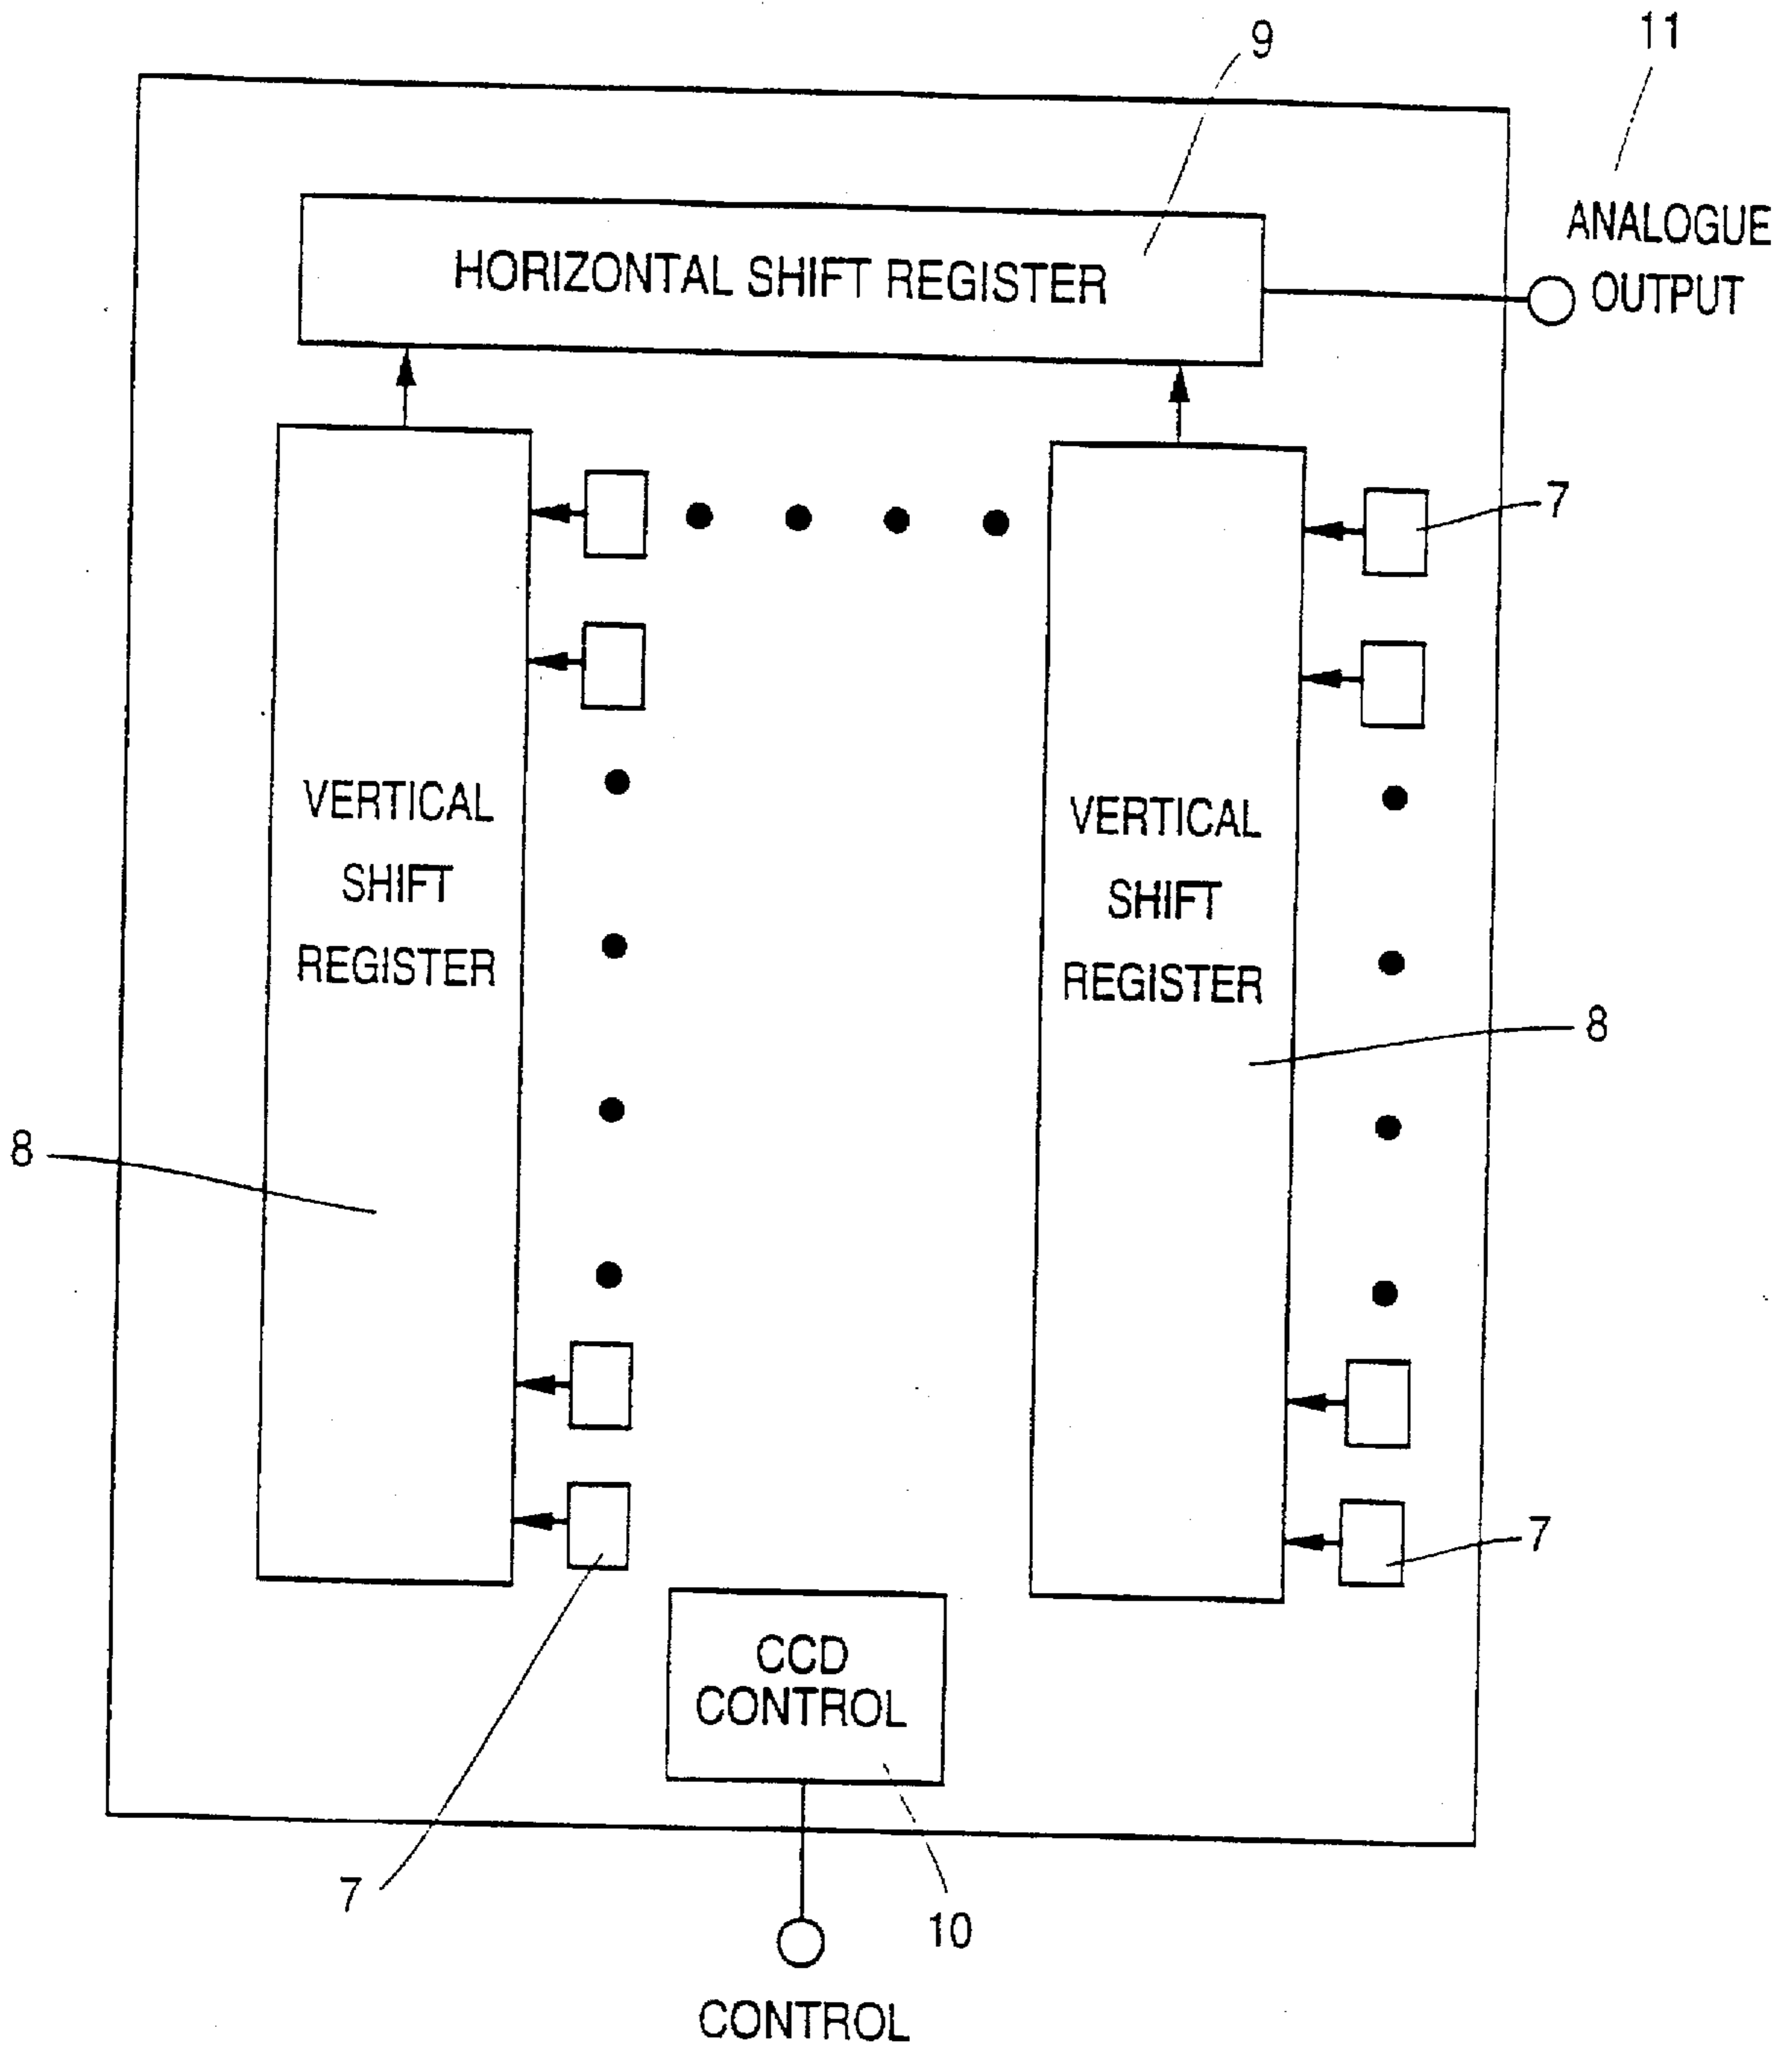 9
11
ANALOGUE
OUTPUT
HORIZONTAL SHIFT REGISTER
7
VERTICAL
SHIFT
REGISTER
VERTICAL
SHIFT
REGISTER
8
8
7
CCD
CONTROL
7
10
CONTROL